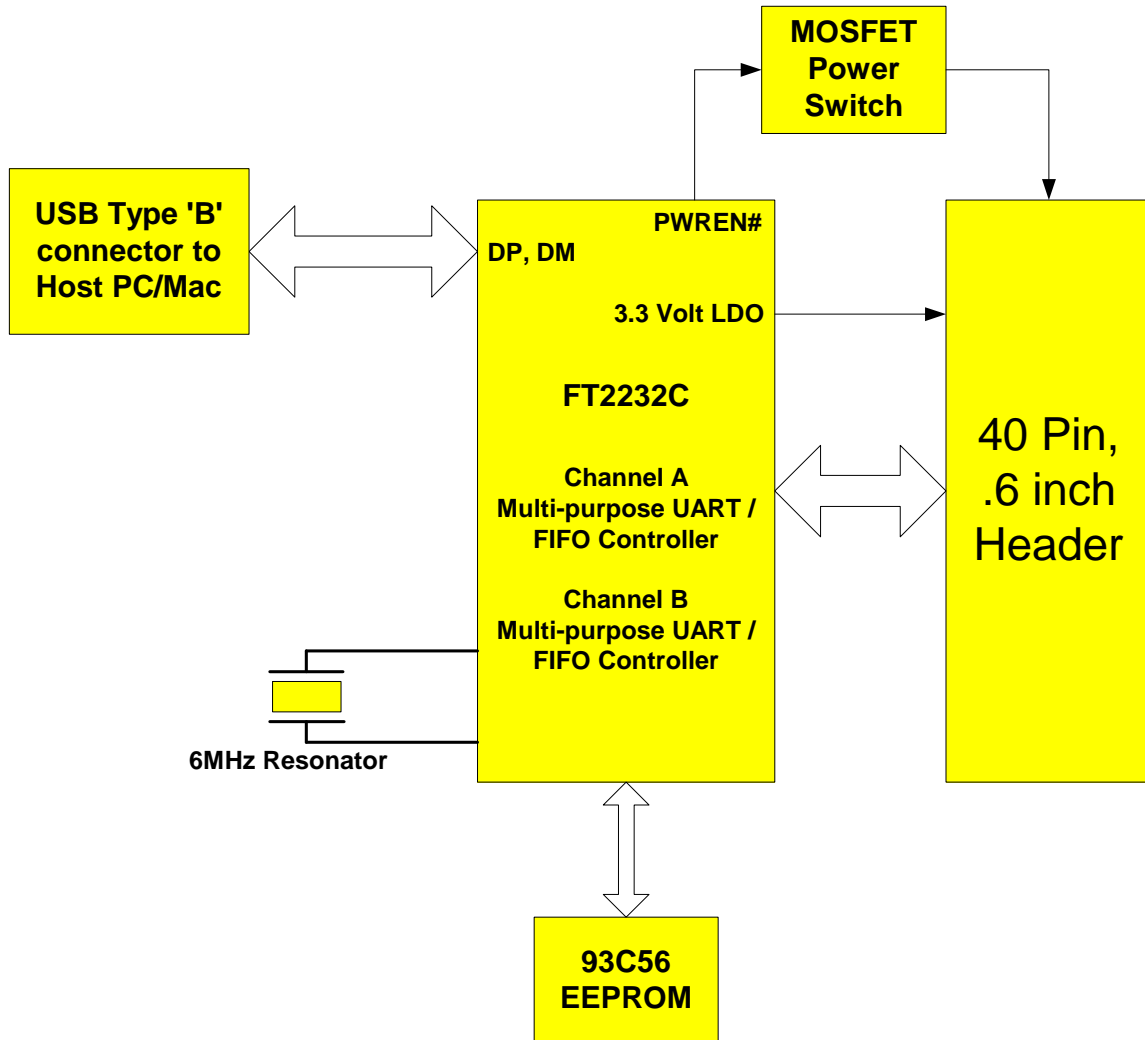 MOSFET
Power
Switch
USB Type 'B'
connector to
Host PC/Mac
PWREN#
DP, DM
3.3 Volt LDO
FT2232C
Channel A
Multi-purpose UART /
FIFO Controller
Channel B
Multi-purpose UART /
FIFO Controller
40 Pin,
.6 inch
Header
6MHz Resonator
93C56
EEPROM